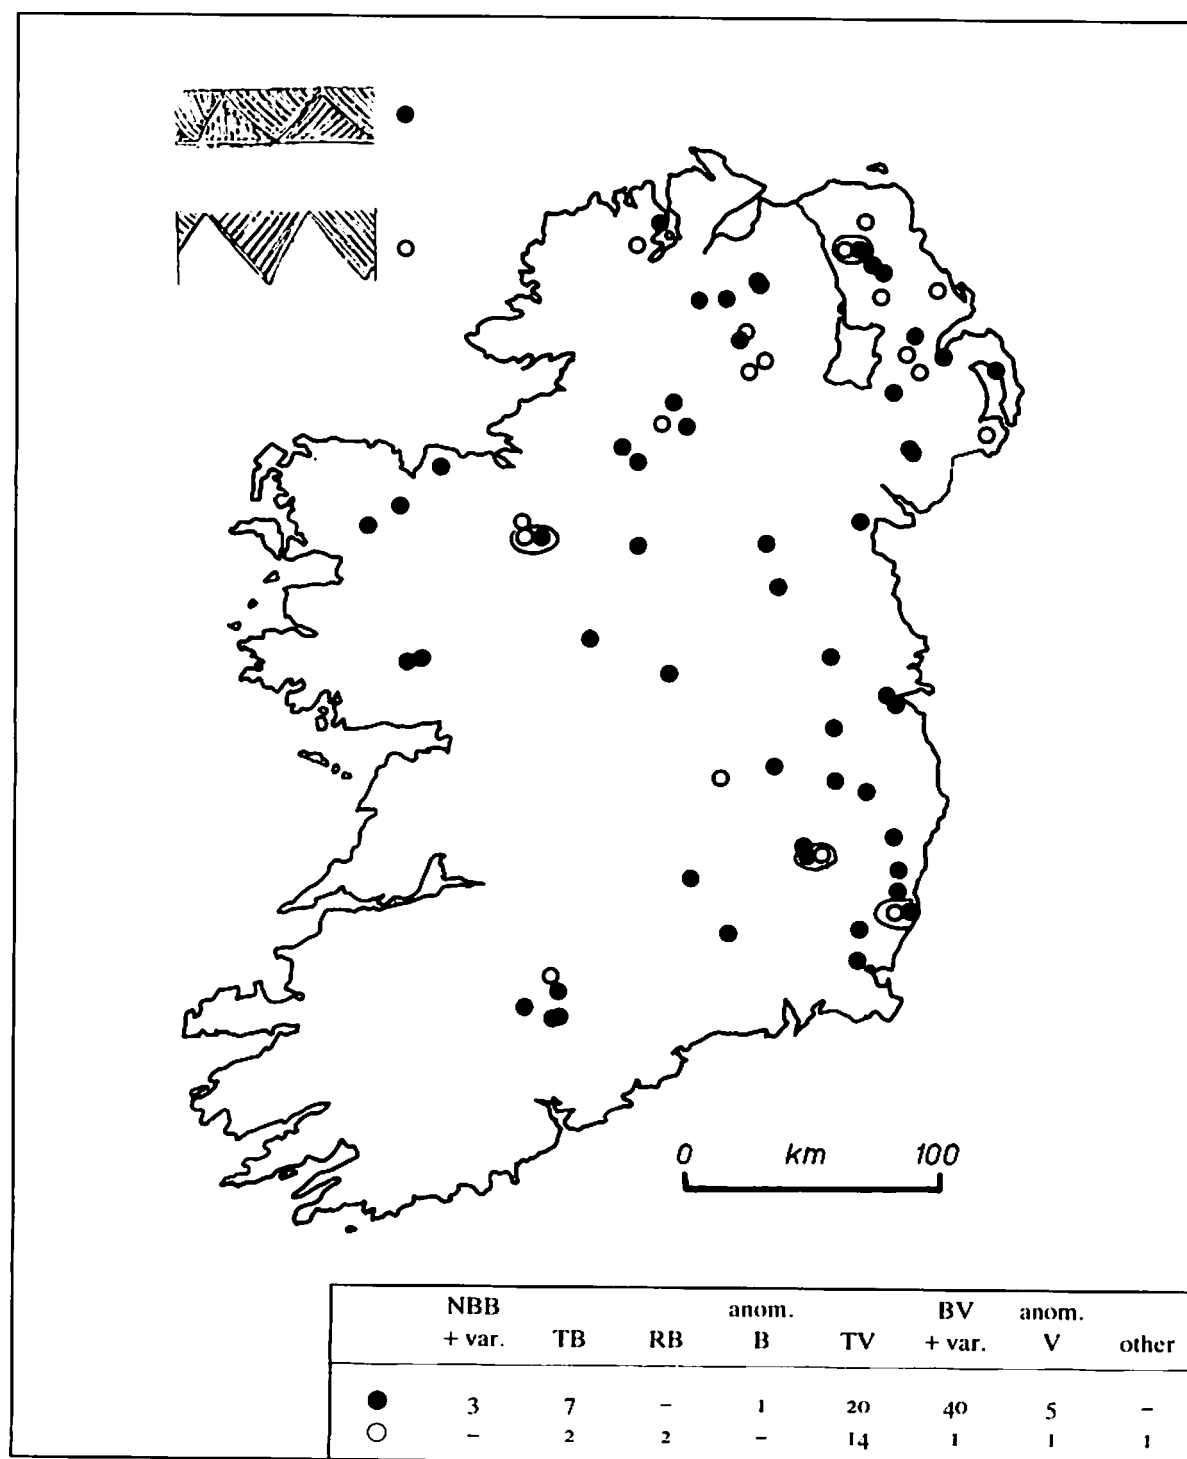 0 km 100
NBB anom. BV anom.
+ var. TB RB B TV + var. V other
● 3 7 – 1 20 40 5 –
○ – 2 2 – 14 1 1 1